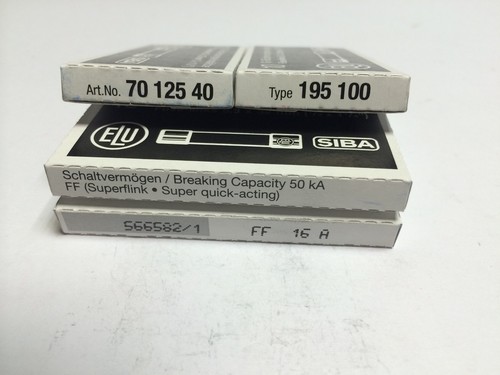 Art.No. 70 125 40
Type 195 100
ELU
SIBA
Schaltvermögen / Breaking Capacity 50 kA
FF (Superflink • Super quick-acting)
566582/1 FF 16 A